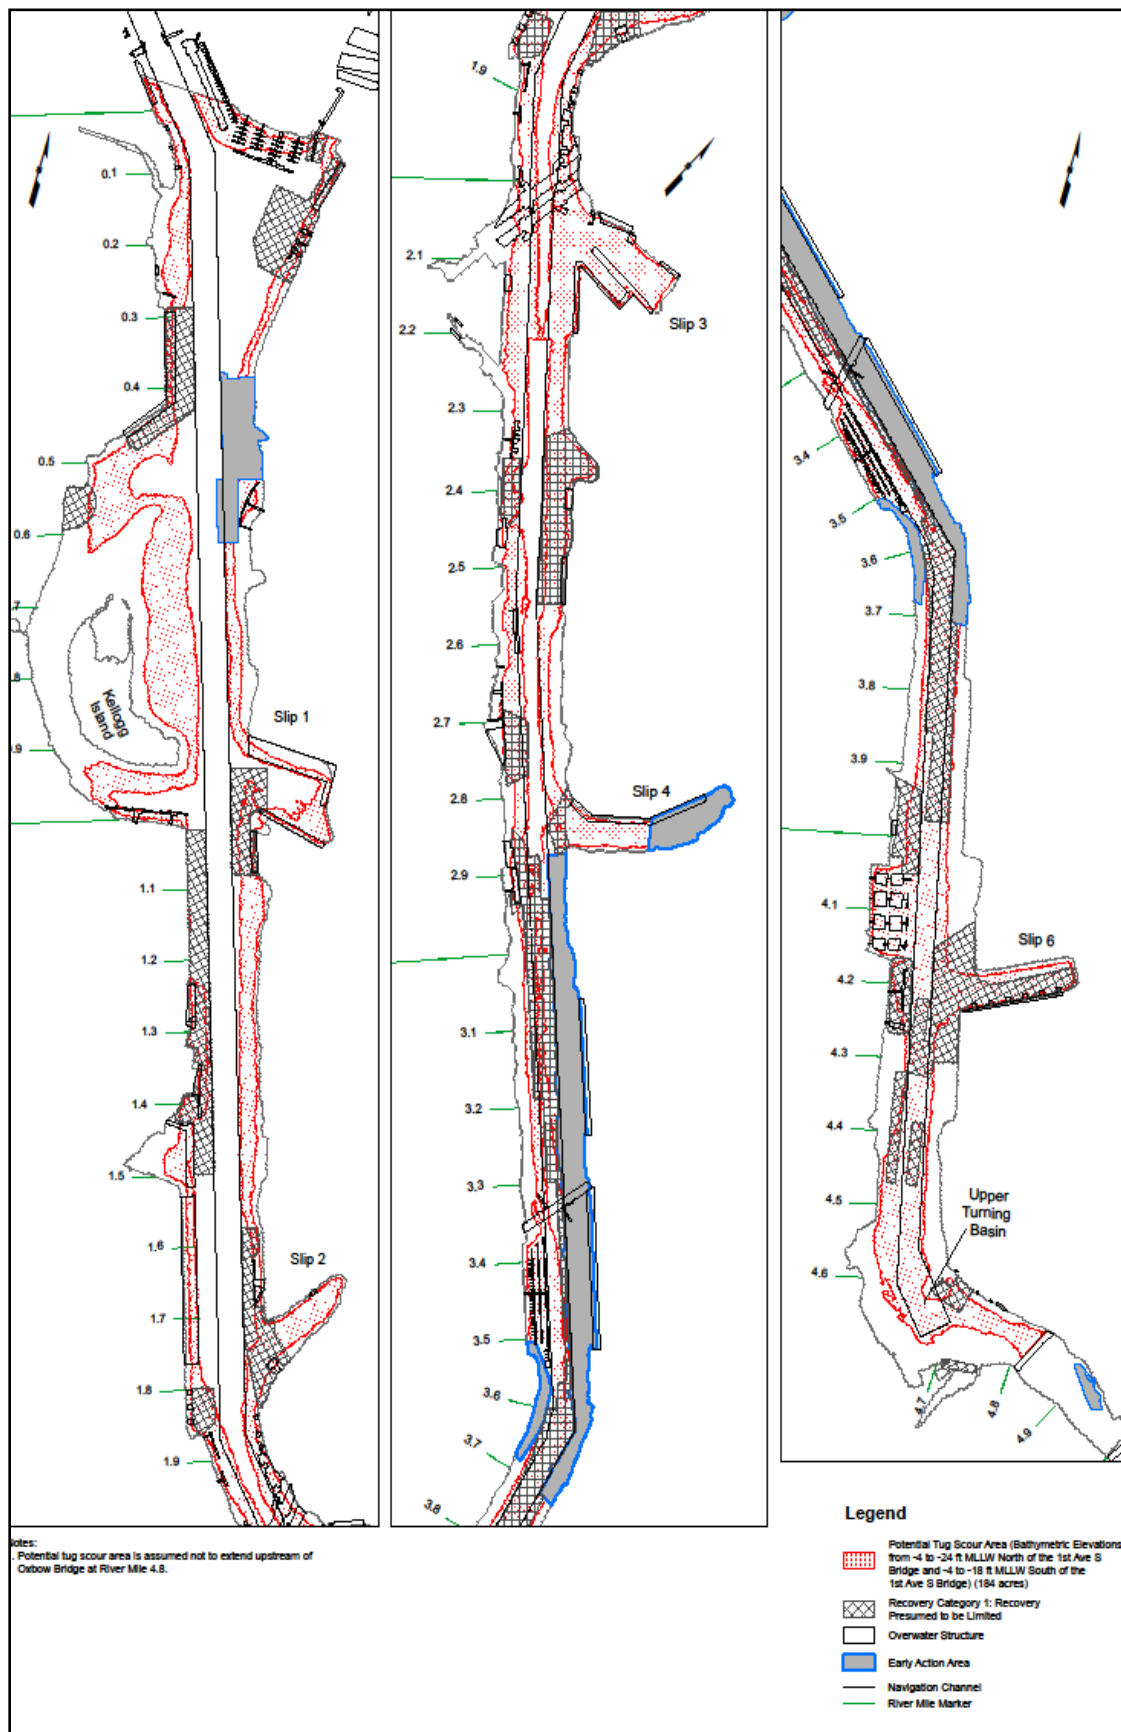 0.1
0.2
0.3
0.4
0.5
0.6
.7
.8
0.9
Kellogg
Island
Slip 1
1.1
1.2
1.3
1.4
1.5
1.6
Slip 2
1.7
1.8
1.9
1.9
2.1
2.2
Slip 3
2.3
2.4
2.5
2.6
2.7
2.8
Slip 4
2.9
3.1
3.2
3.3
3.4
3.5
3.6
3.7
3.8
3.4
3.5
3.6
3.7
3.8
3.9
4.1
Slip 6
4.2
4.3
4.4
4.5
Upper
Turning
Basin
4.6
4.7
4.8
4.9
Notes:
. Potential tug scour area is assumed not to extend upstream of
Oxbow Bridge at River Mile 4.8.
Legend
Potential Tug Scour Area (Bathymetric Elevations
from -4 to -24 ft MLLW North of the 1st Ave S
Bridge and -4 to -18 ft MLLW South of the
1st Ave S Bridge) (184 acres)
Recovery Category 1: Recovery
Presumed to be Limited
Overwater Structure
Early Action Area
Navigation Channel
River Mile Marker